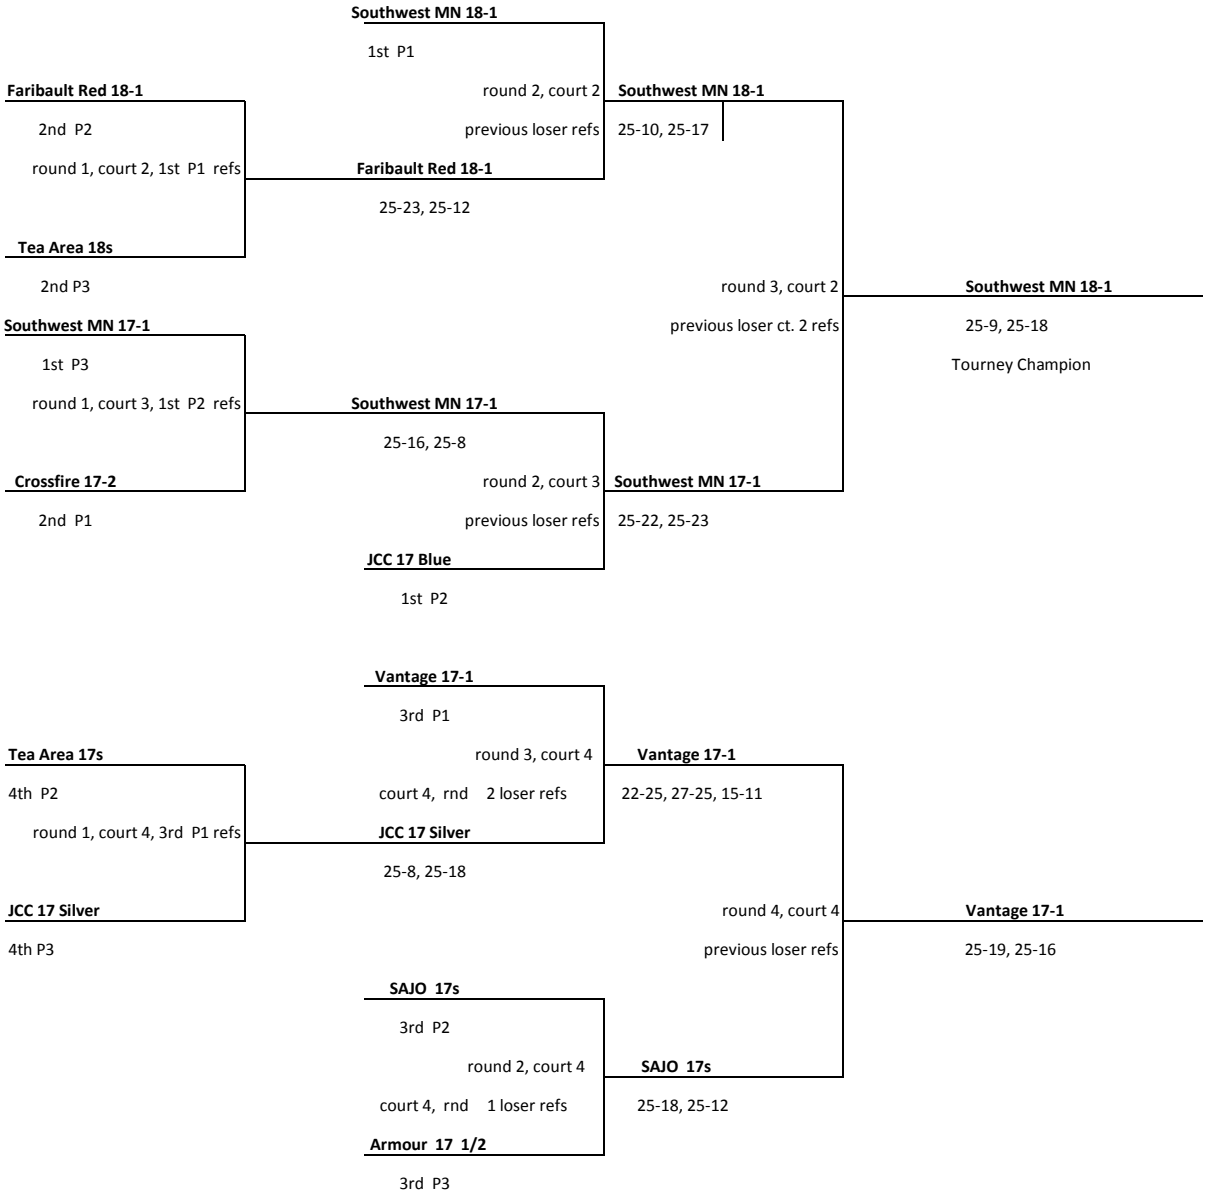 Southwest MN 18-1
1st P1
Faribault Red 18-1
round 2, court 2
Southwest MN 18-1
2nd P2
previous loser refs
25-10, 25-17
round 1, court 2, 1st P1 refs
Faribault Red 18-1
25-23, 25-12
Tea Area 18s
2nd P3
round 3, court 2
Southwest MN 18-1
Southwest MN 17-1
previous loser ct. 2 refs
25-9, 25-18
1st P3
Tourney Champion
round 1, court 3, 1st P2 refs
Southwest MN 17-1
25-16, 25-8
Crossfire 17-2
round 2, court 3
Southwest MN 17-1
2nd P1
previous loser refs
25-22, 25-23
JCC 17 Blue
1st P2
Vantage 17-1
3rd P1
Tea Area 17s
round 3, court 4
Vantage 17-1
4th P2
court 4, rnd 2 loser refs
22-25, 27-25, 15-11
round 1, court 4, 3rd P1 refs
JCC 17 Silver
25-8, 25-18
JCC 17 Silver
round 4, court 4
Vantage 17-1
4th P3
previous loser refs
25-19, 25-16
SAJO 17s
3rd P2
round 2, court 4
SAJO 17s
court 4, rnd 1 loser refs
25-18, 25-12
Armour 17 1/2
3rd P3